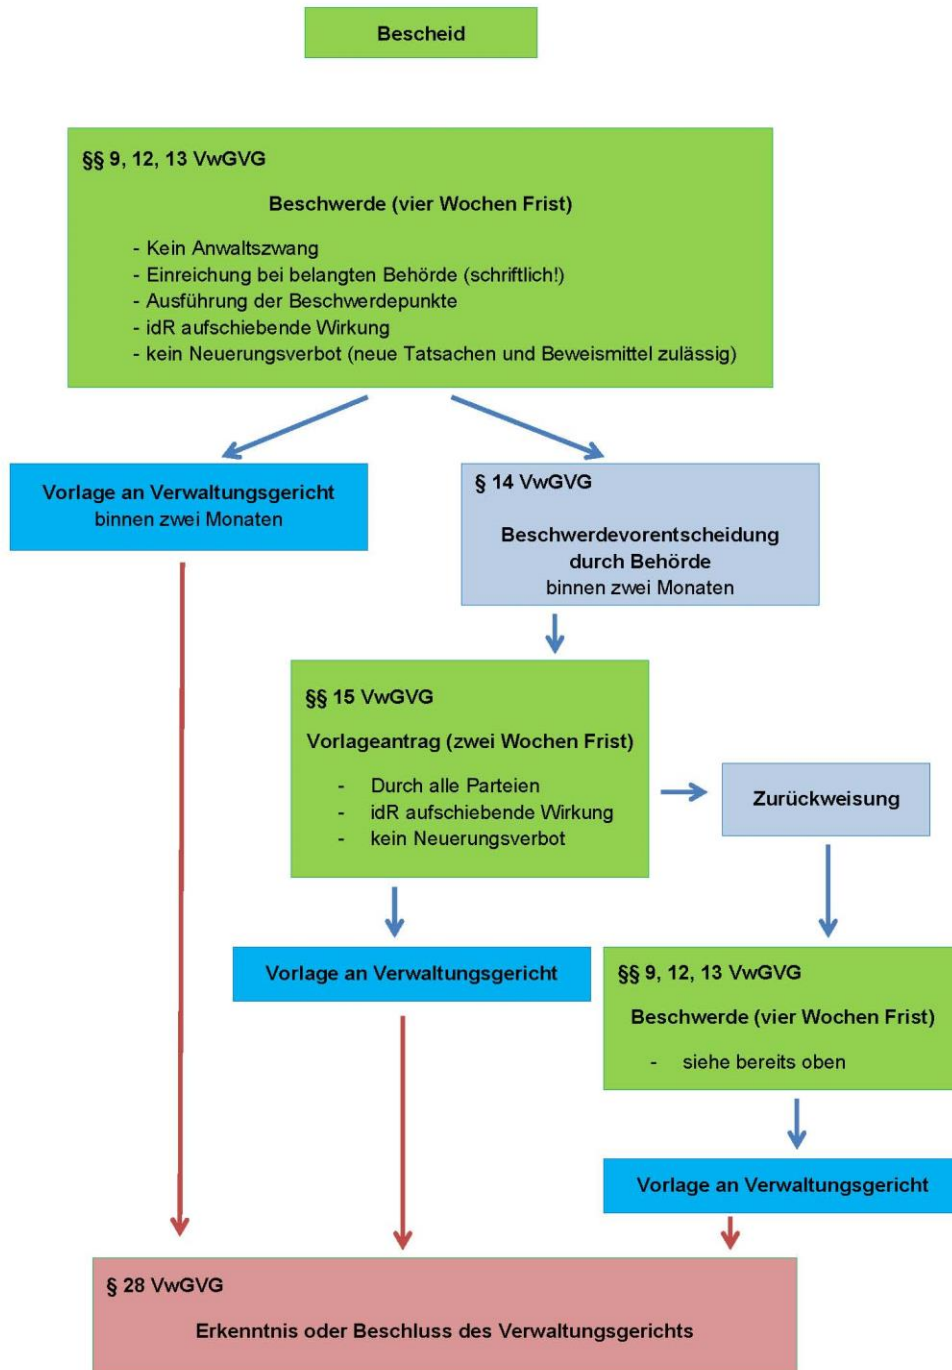 Bescheid
§§ 9, 12, 13 VwGVG
Beschwerde (vier Wochen Frist)
- Kein Anwaltszwang
- Einreichung bei belangten Behörde (schriftlich!)
- Ausführung der Beschwerdepunkte
- idR aufschiebende Wirkung
- kein Neuerungsverbot (neue Tatsachen und Beweismittel zulässig)
Vorlage an Verwaltungsgericht
binnen zwei Monaten
§ 14 VwGVG
Beschwerdevorentscheidung
durch Behörde
binnen zwei Monaten
§§ 15 VwGVG
Vorlageantrag (zwei Wochen Frist)
- Durch alle Parteien
- idR aufschiebende Wirkung
- kein Neuerungsverbot
Zurückweisung
Vorlage an Verwaltungsgericht
§§ 9, 12, 13 VwGVG
Beschwerde (vier Wochen Frist)
- siehe bereits oben
Vorlage an Verwaltungsgericht
§ 28 VwGVG
Erkenntnis oder Beschluss des Verwaltungsgerichts